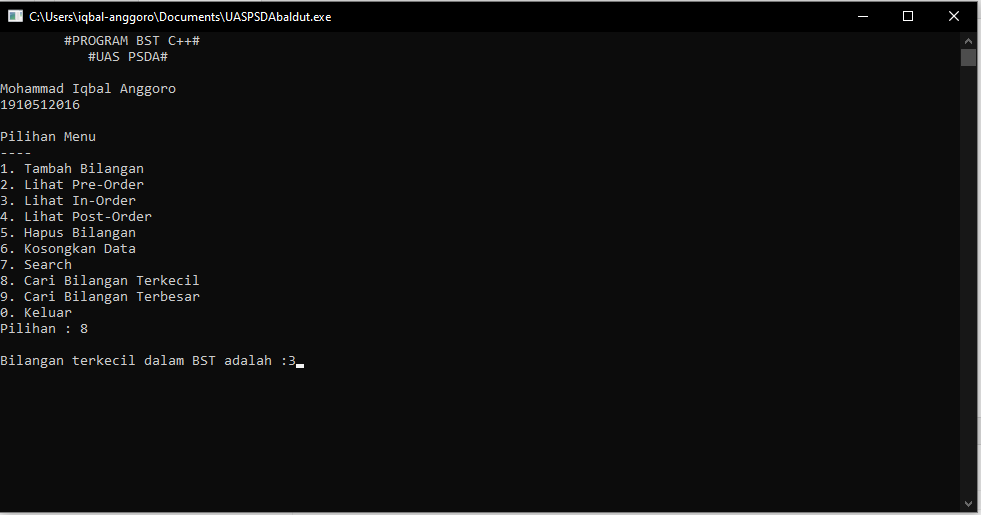 C:\Users\iqbal-anggoro\Documents\UASPSDAbaldut.exe
#PROGRAM BST C++#
#UAS PSDA#
Mohammad Iqbal Anggoro
1910512016
Pilihan Menu
----
1. Tambah Bilangan
2. Lihat Pre-Order
3. Lihat In-Order
4. Lihat Post-Order
5. Hapus Bilangan
6. Kosongkan Data
7. Search
8. Cari Bilangan Terkecil
9. Cari Bilangan Terbesar
0. Keluar
Pilihan : 8
Bilangan terkecil dalam BST adalah :3